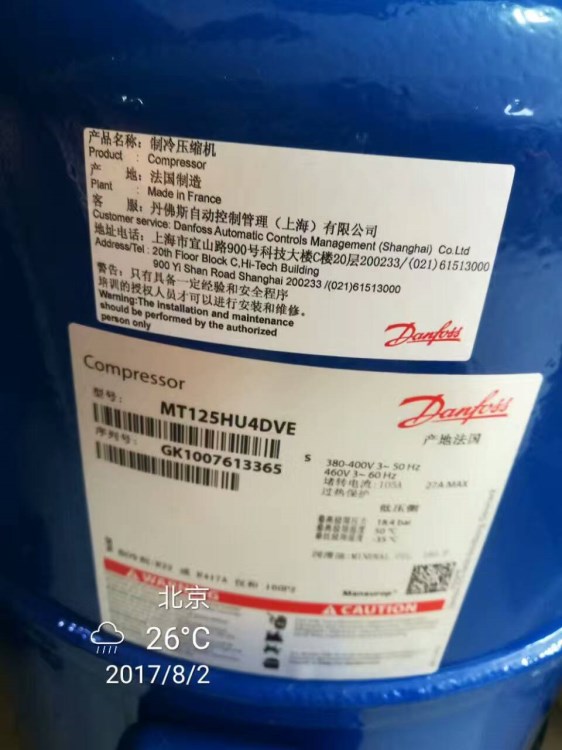 产品名称：制冷压缩机
Product : Compressor
产 地：法国制造
Plant : Made in France
客 服：丹佛斯自动控制管理（上海）有限公司
Customer service: Danfoss Automatic Controls Management (Shanghai) Co.Ltd
地址电话：上海市宜山路900号科技大楼C楼20层200233/(021)61513000
Address/Tel : 20th Floor Block C,Hi-Tech Building
900 Yi Shan Road Shanghai 200233 /(021)61513000
警告：只有具备一定经验和安全程序
培训的授权人员才可以进行安装和维修。
Warning:The installation and maintenance
should be performed by the authorized
person only
Danfoss
Compressor
Danfoss
产地法国
型号：
MT125HU4DVE
序列号：
GK1007613365
S
380-400V 3~ 50 Hz
460V 3~ 60 Hz
堵转电流：105A 27A MAX
过热保护
低压侧
18.4 bar
50 °C
-35 °C
WARNING
CAUTION
北京
26°C
2017/8/2